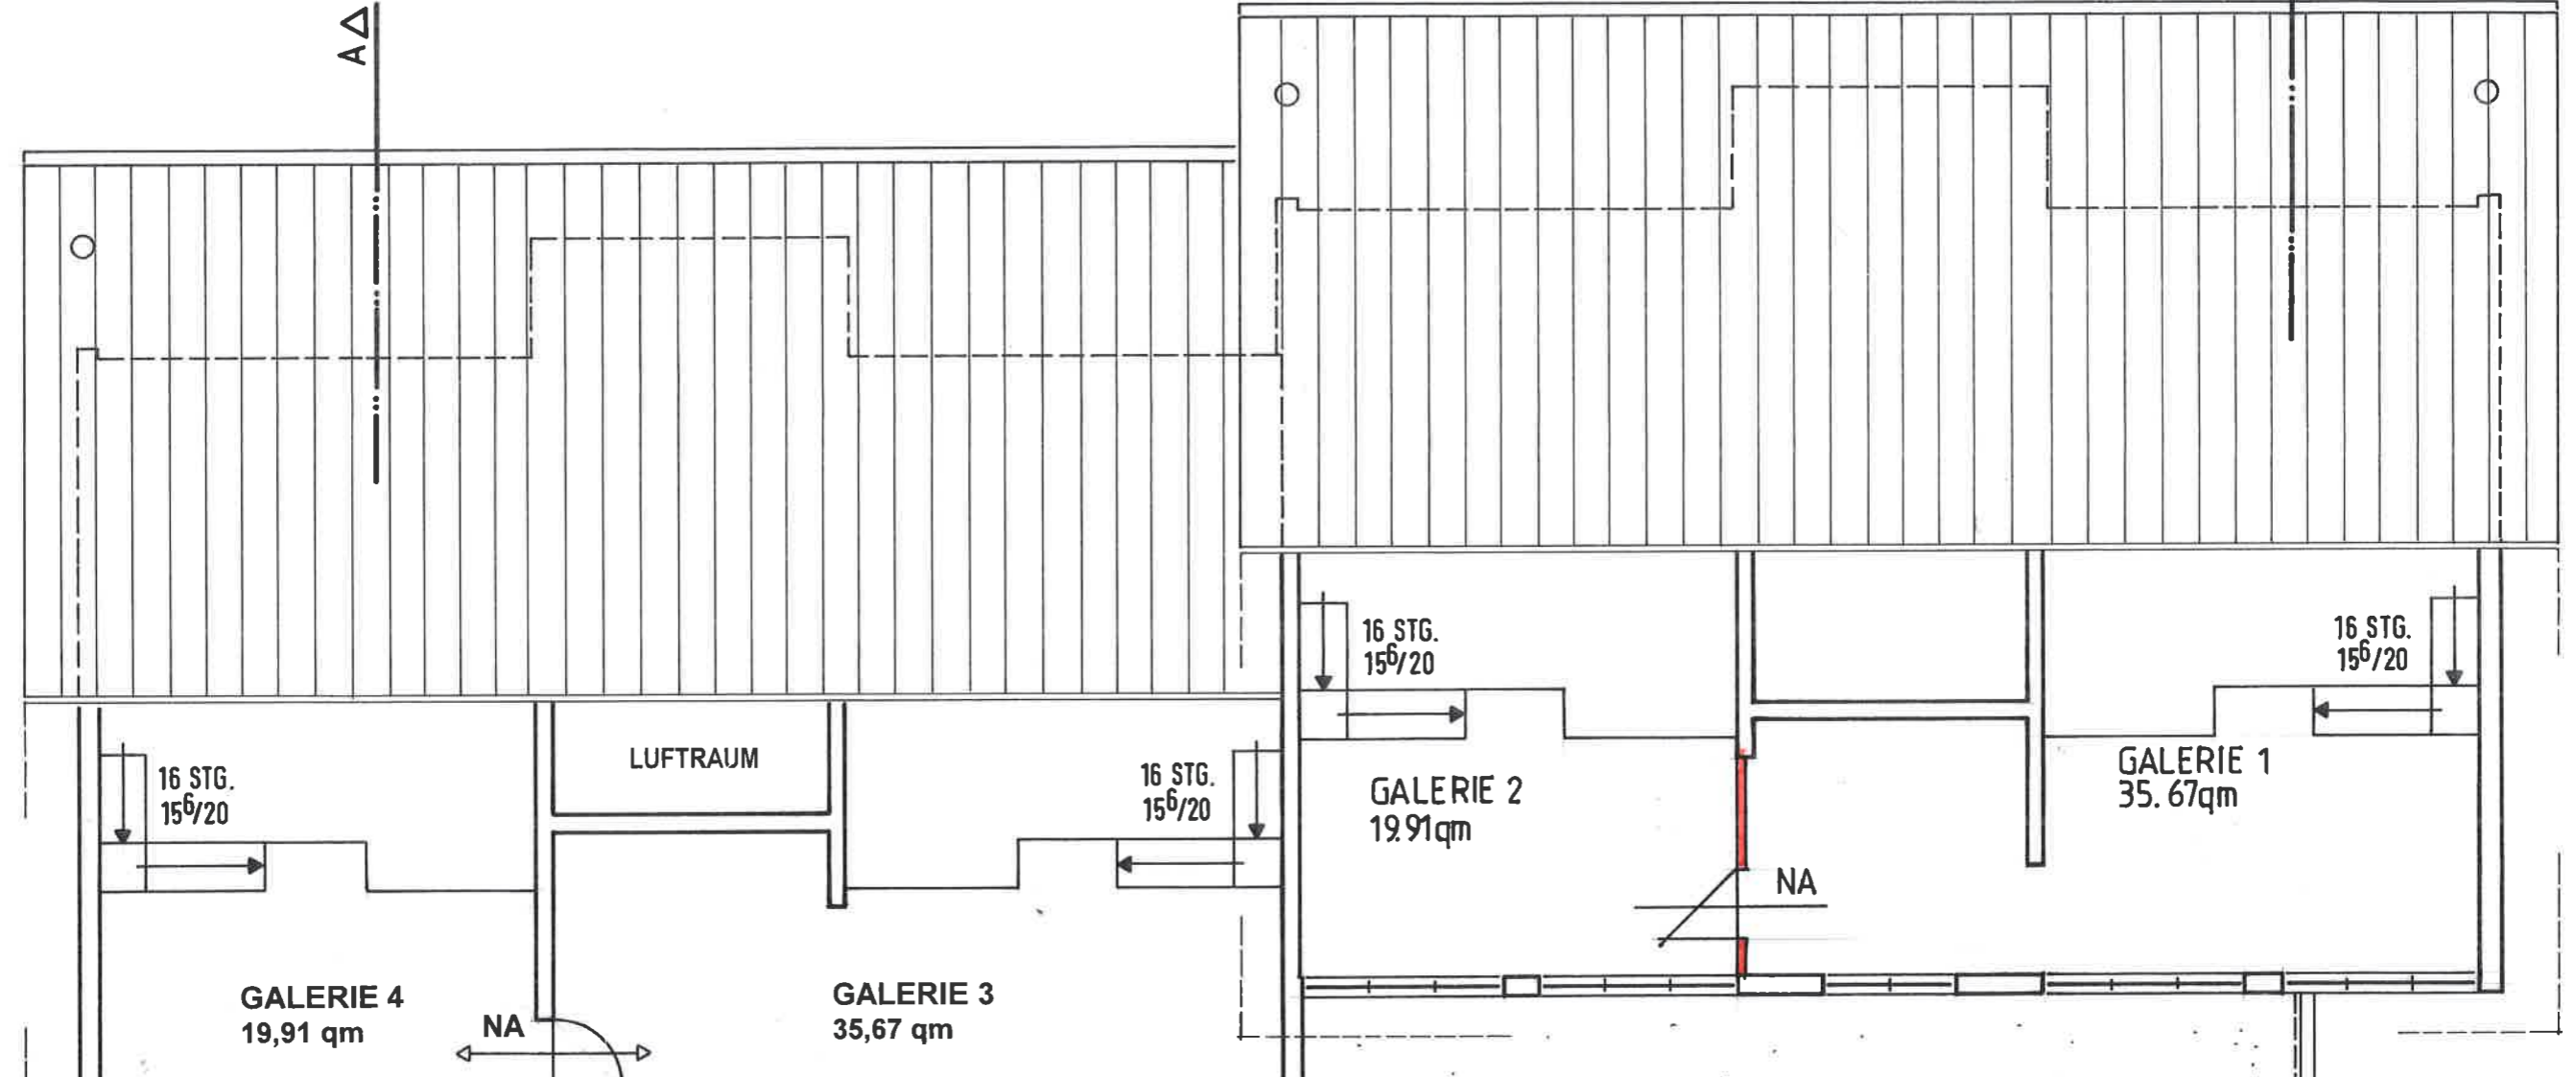 A
16 STG.
15⁶/20
16 STG.
15⁶/20
LUFTRAUM
16 STG.
15⁶/20
16 STG.
15⁶/20
GALERIE 2
19.91qm
GALERIE 1
35.67qm
NA
GALERIE 4
19,91 qm
NA
GALERIE 3
35,67 qm